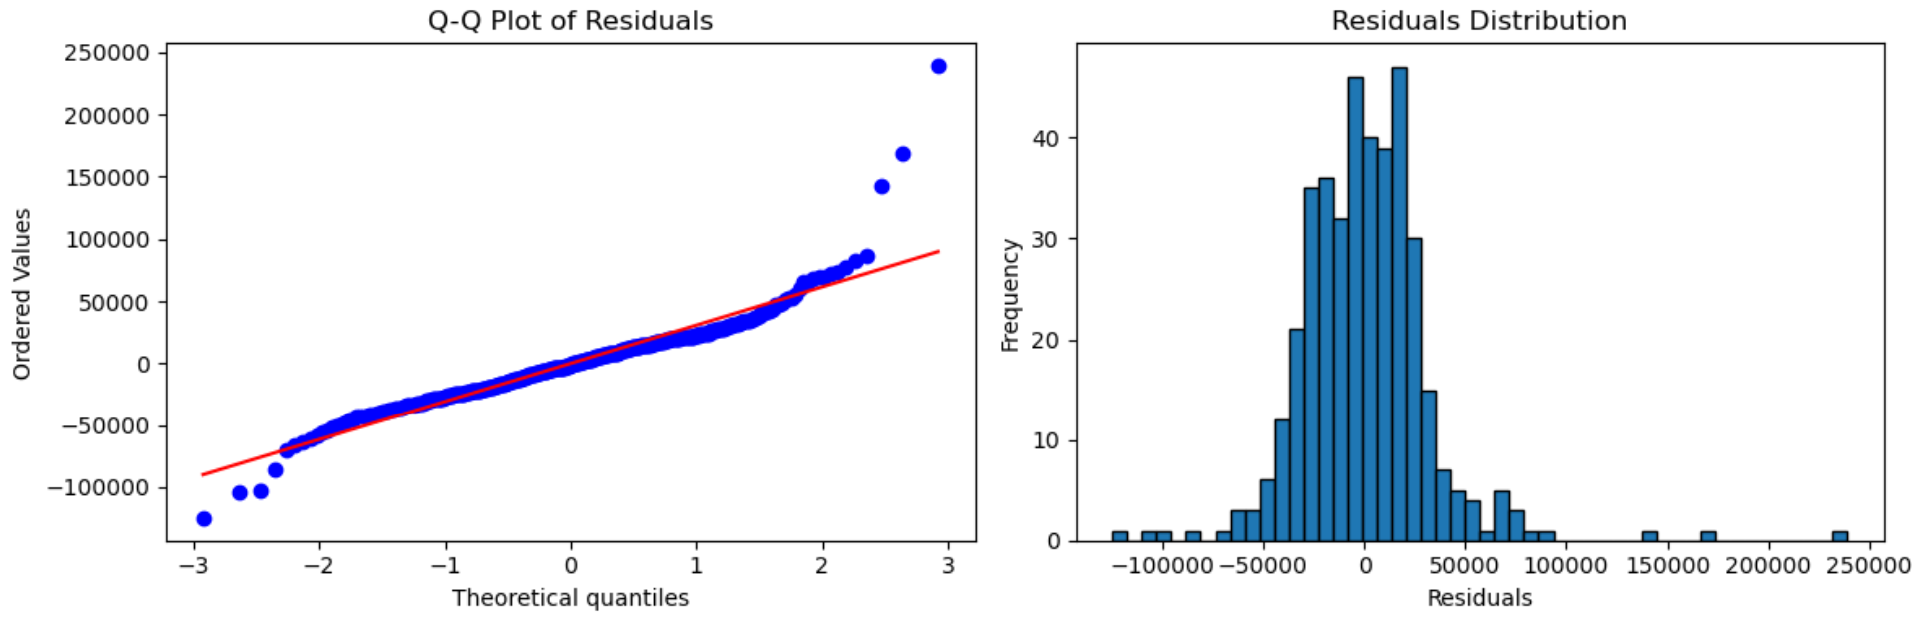 Q-Q Plot of Residuals
250000
200000
150000
100000
50000
0
−50000
−100000
Ordered Values
−3 −2 −1 0 1 2 3
Theoretical quantiles
Residuals Distribution
40
30
20
10
0
Frequency
−100000 −50000 0 50000 100000 150000 200000 250000
Residuals